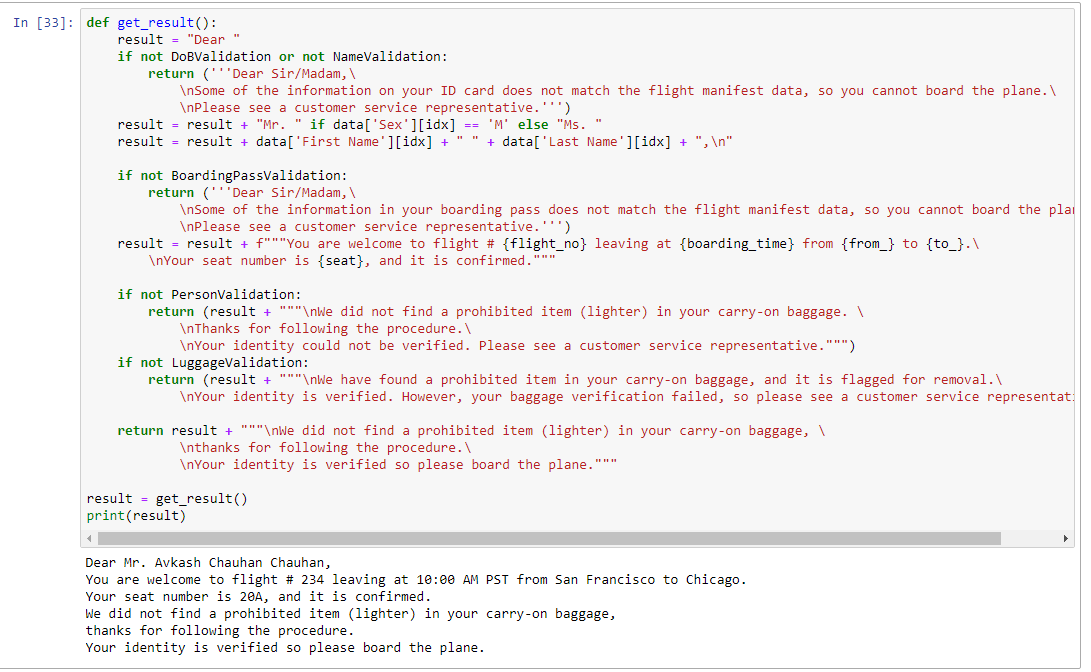 In [33]: def get_result():
    result = "Dear "
    if not DoBValidation or not NameValidation:
        return ('''Dear Sir/Madam,\
            \nSome of the information on your ID card does not match the flight manifest data, so you cannot board the plane.\
            \nPlease see a customer service representative.''')
    result = result + "Mr. " if data['Sex'][idx] == 'M' else "Ms. "
    result = result + data['First Name'][idx] + " " + data['Last Name'][idx] + ",\n"
    if not BoardingPassValidation:
        return ('''Dear Sir/Madam,\
            \nSome of the information in your boarding pass does not match the flight manifest data, so you cannot board the
            \nPlease see a customer service representative.''')
    result = result + f"""You are welcome to flight # {flight_no} leaving at {boarding_time} from {from_} to {to_}.\
        \nYour seat number is {seat}, and it is confirmed."""
    if not PersonValidation:
        return (result + """\nWe did not find a prohibited item (lighter) in your carry-on baggage. \
            \nThanks for following the procedure.\
            \nYour identity could not be verified. Please see a customer service representative.""")
    if not LuggageValidation:
        return (result + """\nWe have found a prohibited item in your carry-on baggage, and it is flagged for removal.\
            \nYour identity is verified. However, your baggage verification failed, so please see a customer service
    return result + """\nWe did not find a prohibited item (lighter) in your carry-on baggage, \
            \nthanks for following the procedure.\
            \nYour identity is verified so please board the plane."""
result = get_result()
print(result)
Dear Mr. Avkash Chauhan Chauhan,
You are welcome to flight # 234 leaving at 10:00 AM PST from San Francisco to Chicago.
Your seat number is 20A, and it is confirmed.
We did not find a prohibited item (lighter) in your carry-on baggage,
thanks for following the procedure.
Your identity is verified so please board the plane.